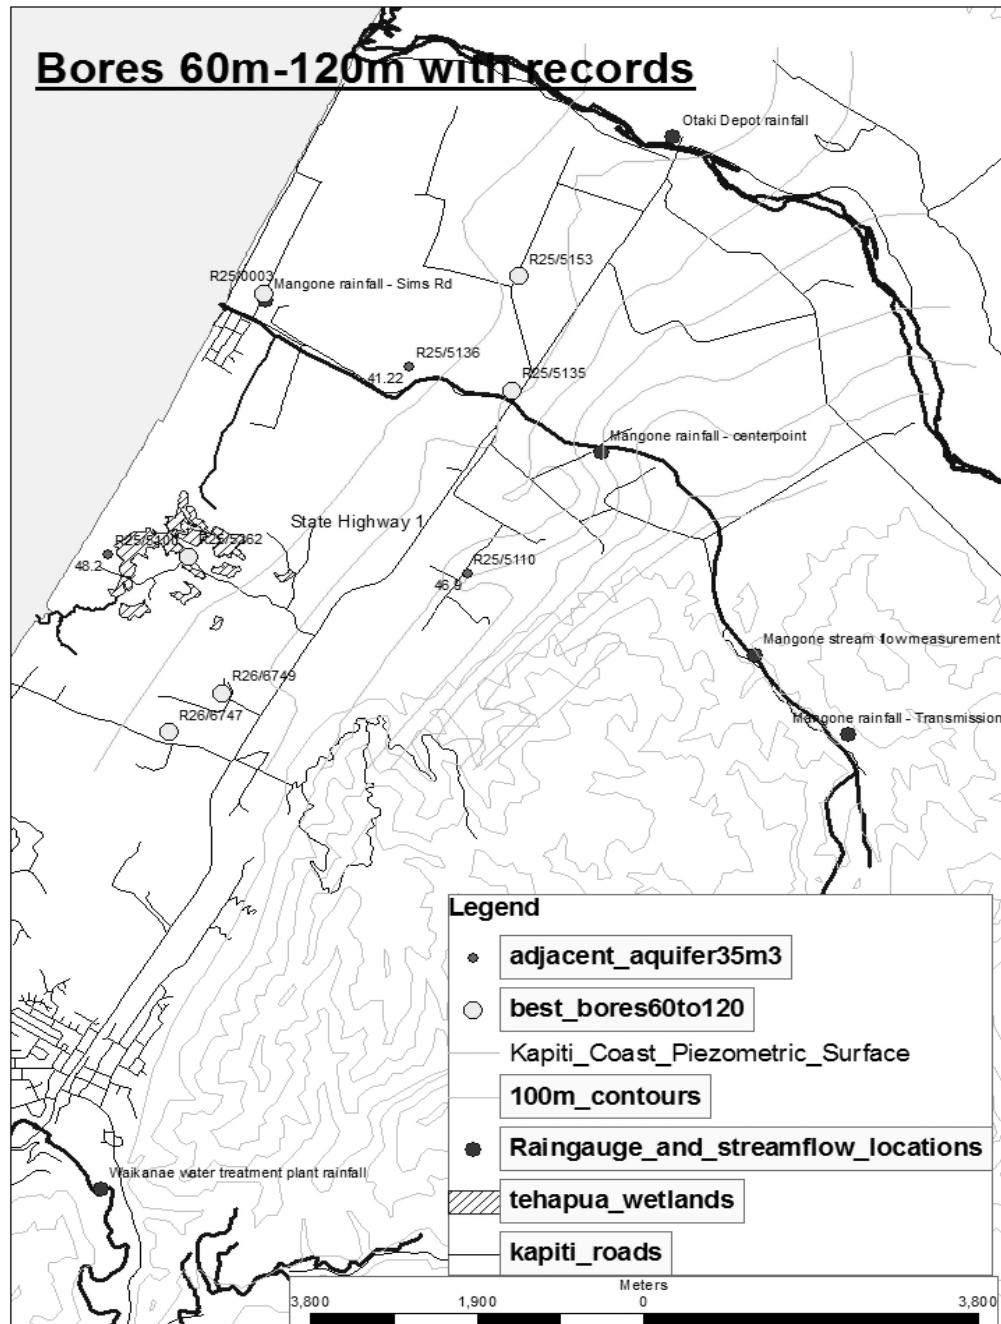 Bores 60m-120m with records
Otaki Depot rainfall
R25/5153
R25/0003
Mangone rainfall - Sims Rd
R25/5136
41.22
R25/5135
Mangone rainfall - centerpoint
State Highway 1
R25/5262
48.2
R25/5110
46.9
Mangone stream flowmeasurement
R26/6749
R26/6747
Mangone rainfall - Transmission
Legend
adjacent_aquifer35m3
best_bores60to120
Kapiti_Coast_Piezometric_Surface
100m_contours
Raingauge_and_streamflow_locations
tehapua_wetlands
kapiti_roads
Waikanae water treatment plant rainfall
Meters
3,800 1,900 0 3,800